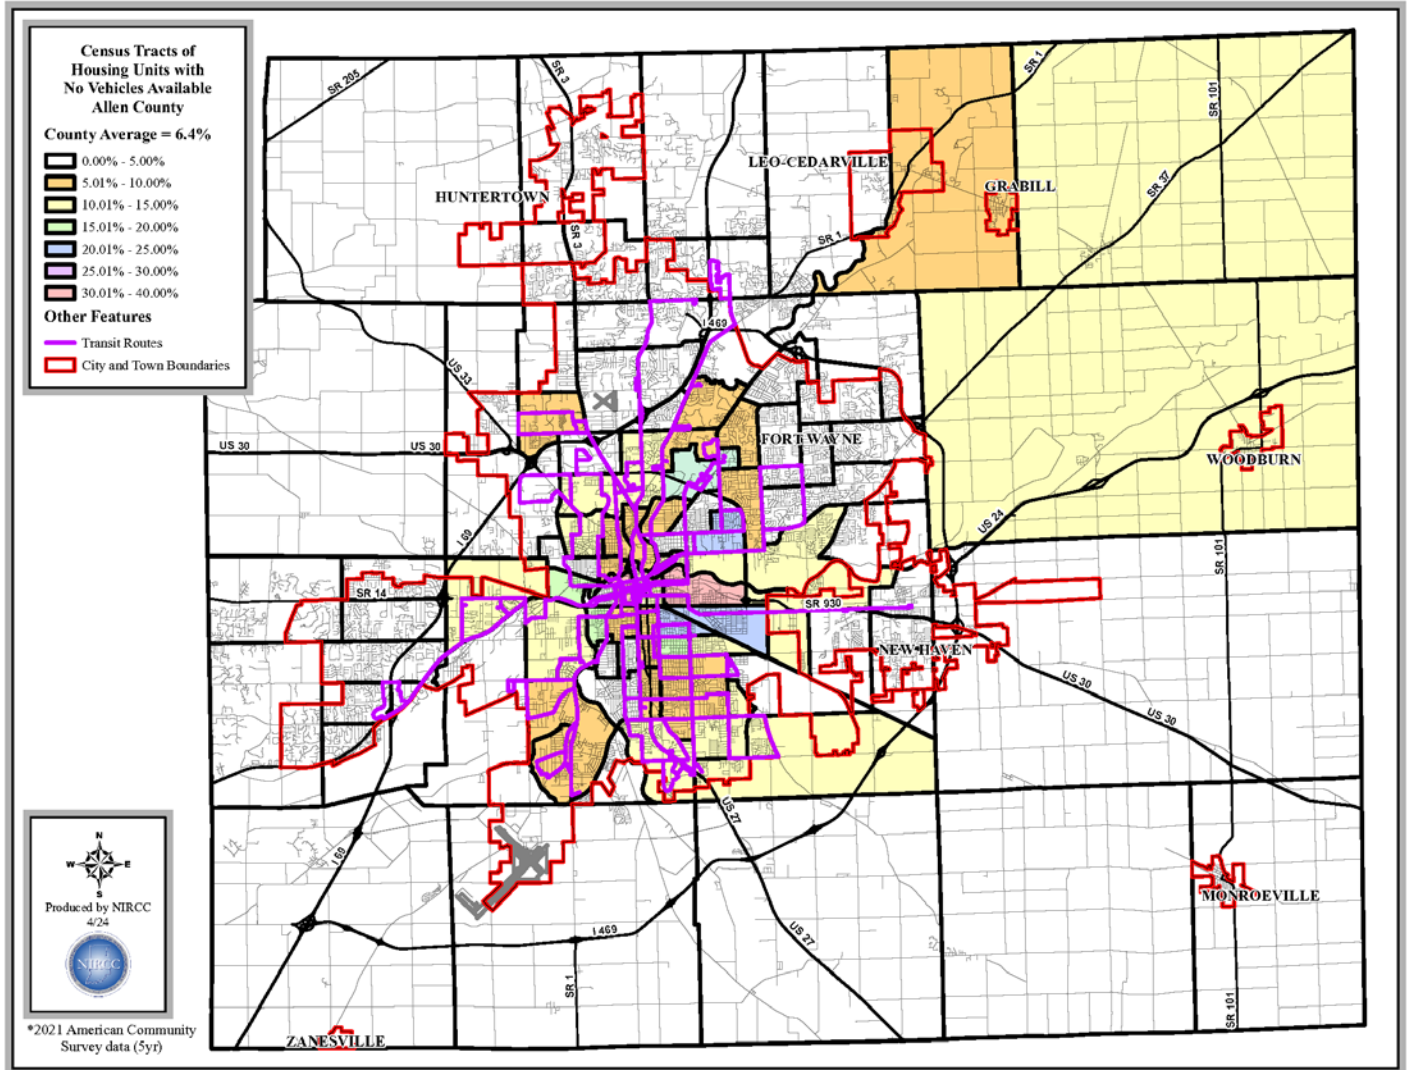 Census Tracts of
Housing Units with
No Vehicles Available
Allen County
County Average = 6.4%
0.00% - 5.00%
5.01% - 10.00%
10.01% - 15.00%
15.01% - 20.00%
20.01% - 25.00%
25.01% - 30.00%
30.01% - 40.00%
Other Features
Transit Routes
City and Town Boundaries
SR 205
SR 3
SR 1
SR 101
LEO-CEDARVILLE
GRABILL
SR 37
HUNTERTOWN
SR 3
SR 1
I 469
US 33
FORT WAYNE
US 30
US 30
WOODBURN
US 24
I 69
SR 101
SR 14
SR 930
NEW HAVEN
US 30
US 30
US 27
I 69
MONROEVILLE
I 469
US 27
SR 1
SR 101
ZANESVILLE
N
W
E
S
Produced by NIRCC
4/24
NIRCC
*2021 American Community
Survey data (5yr)